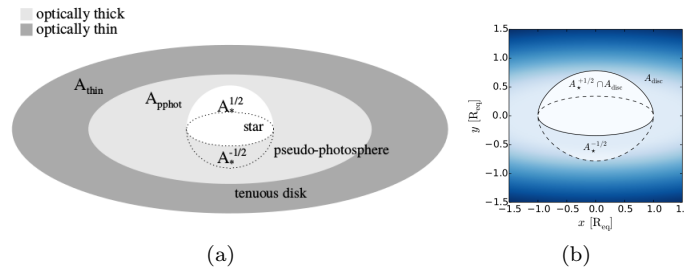 optically thick
optically thin
A_thin
A_pphot
A_*^1/2
star
A_*^-1/2
pseudo-photosphere
tenuous disk
(a)
1.5
1.0
0.5
0.0
−0.5
−1.0
−1.5
y [R_eq]
A_⋆^+1/2 ∩ A_disc
A_disc
A_⋆^−1/2
−1.5 −1.0 −0.5 0.0 0.5 1.0 1.
x [R_eq]
(b)